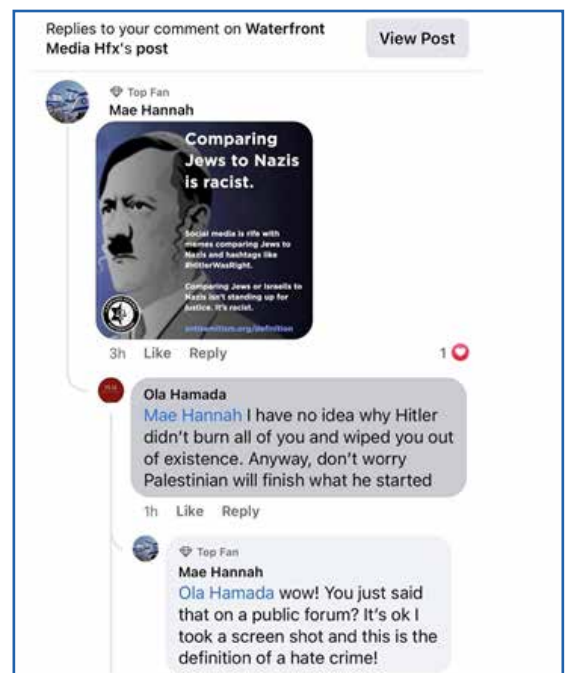 Replies to your comment on Waterfront
Media Hfx's post
View Post
Top Fan
Mae Hannah
Comparing
Jews to Nazis
is racist.
Social media is rife with
memes comparing Jews to
Nazis and hashtags like
#HitlerWasRight.
Comparing Jews or Israelis to
Nazis isn't standing up for
justice. It's racist.
antisemitism.org/definition
3h Like Reply
1
Ola Hamada
Mae Hannah I have no idea why Hitler
didn't burn all of you and wiped you out
of existence. Anyway, don't worry
Palestinian will finish what he started
1h Like Reply
Top Fan
Mae Hannah
Ola Hamada wow! You just said
that on a public forum? It's ok I
took a screen shot and this is the
definition of a hate crime!